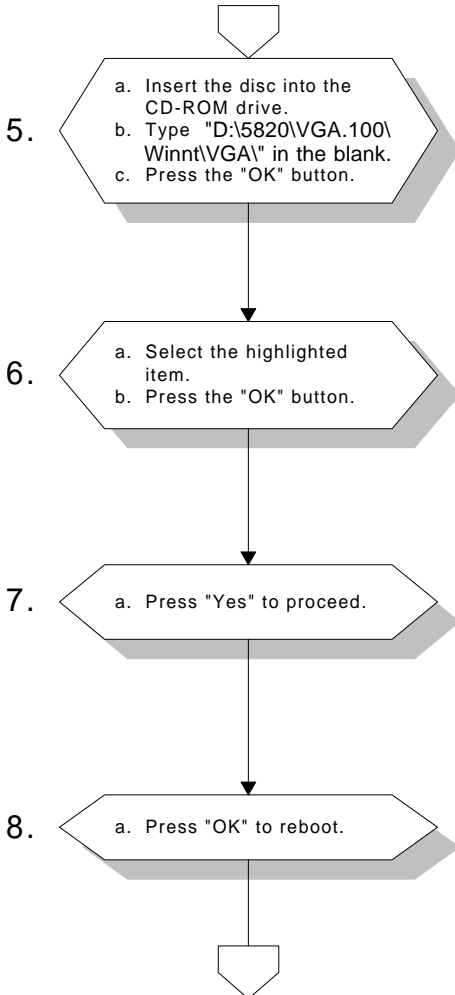 5.
a. Insert the disc into the
CD-ROM drive.
b. Type "D:\5820\VGA.100\
Winnt\VGA\" in the blank.
c. Press the "OK" button.
6.
a. Select the highlighted
item.
b. Press the "OK" button.
7.
a. Press "Yes" to proceed.
8.
a. Press "OK" to reboot.